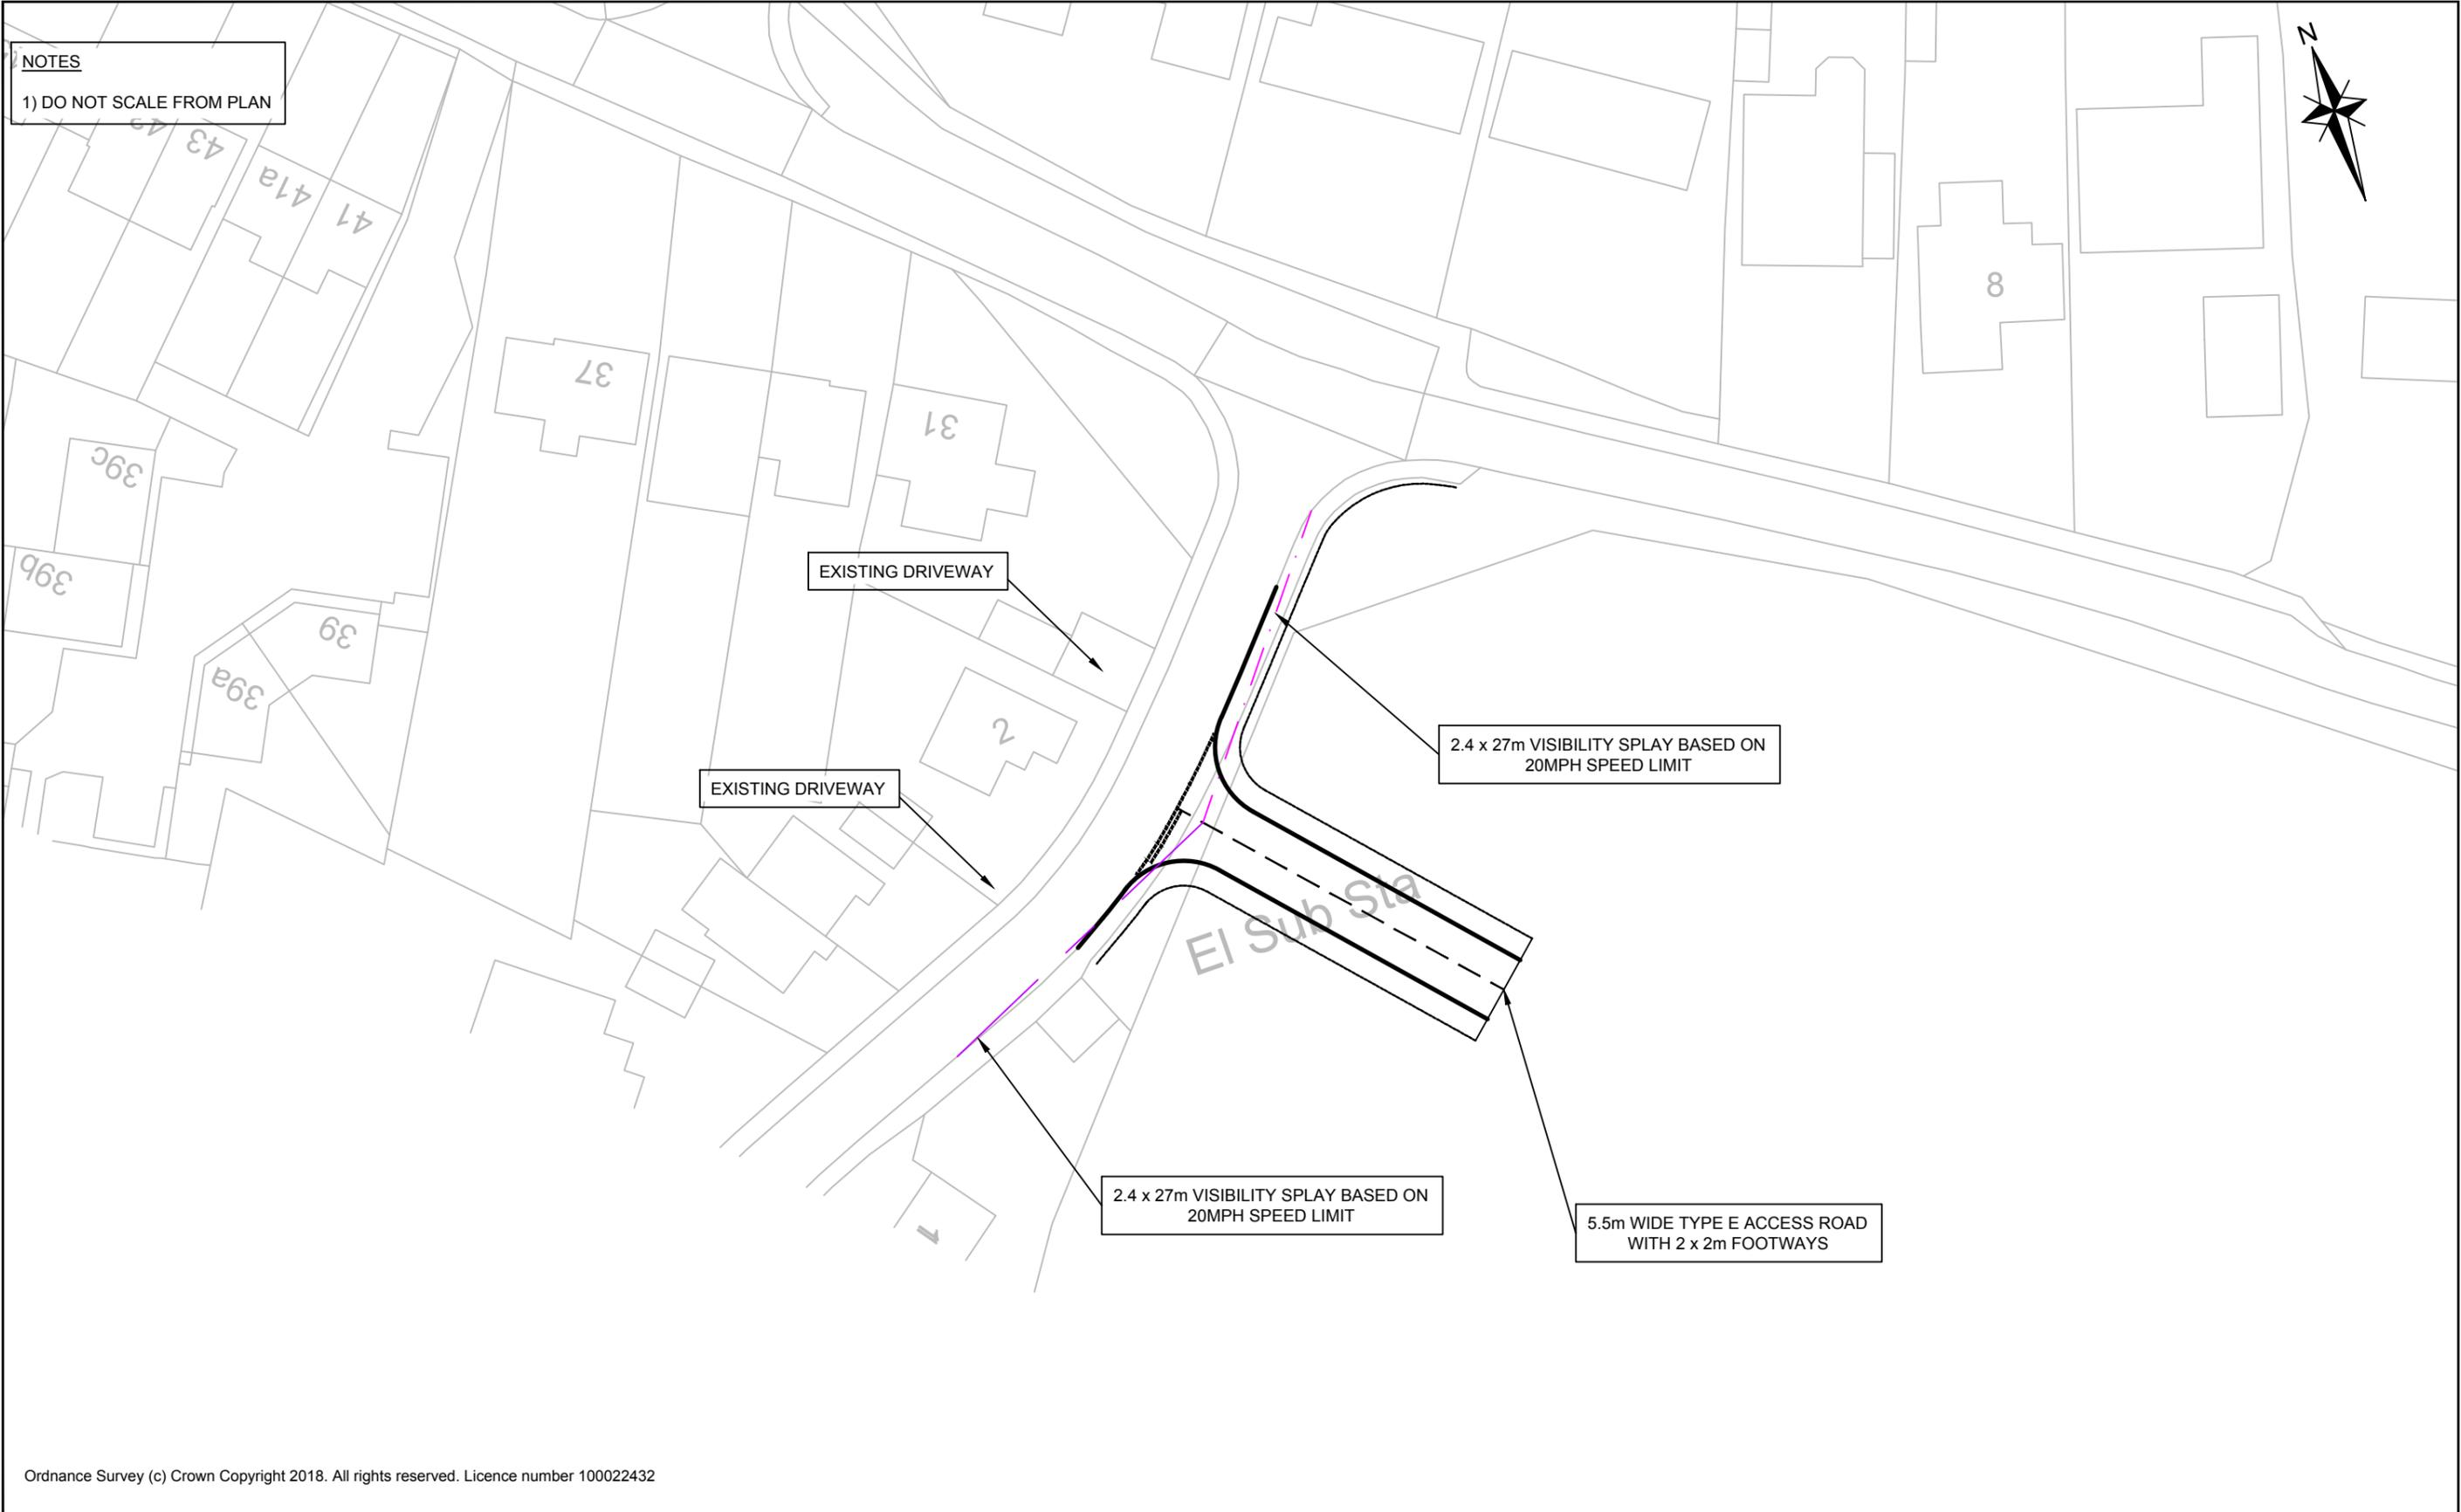 NOTES
1) DO NOT SCALE FROM PLAN
N
43
41a
41
37
31
8
39c
39b
39
39a
EXISTING DRIVEWAY
2
EXISTING DRIVEWAY
2.4 x 27m VISIBILITY SPLAY BASED ON
20MPH SPEED LIMIT
El Sub Sta
2.4 x 27m VISIBILITY SPLAY BASED ON
20MPH SPEED LIMIT
1
5.5m WIDE TYPE E ACCESS ROAD
WITH 2 x 2m FOOTWAYS
Ordnance Survey (c) Crown Copyright 2018. All rights reserved. Licence number 100022432